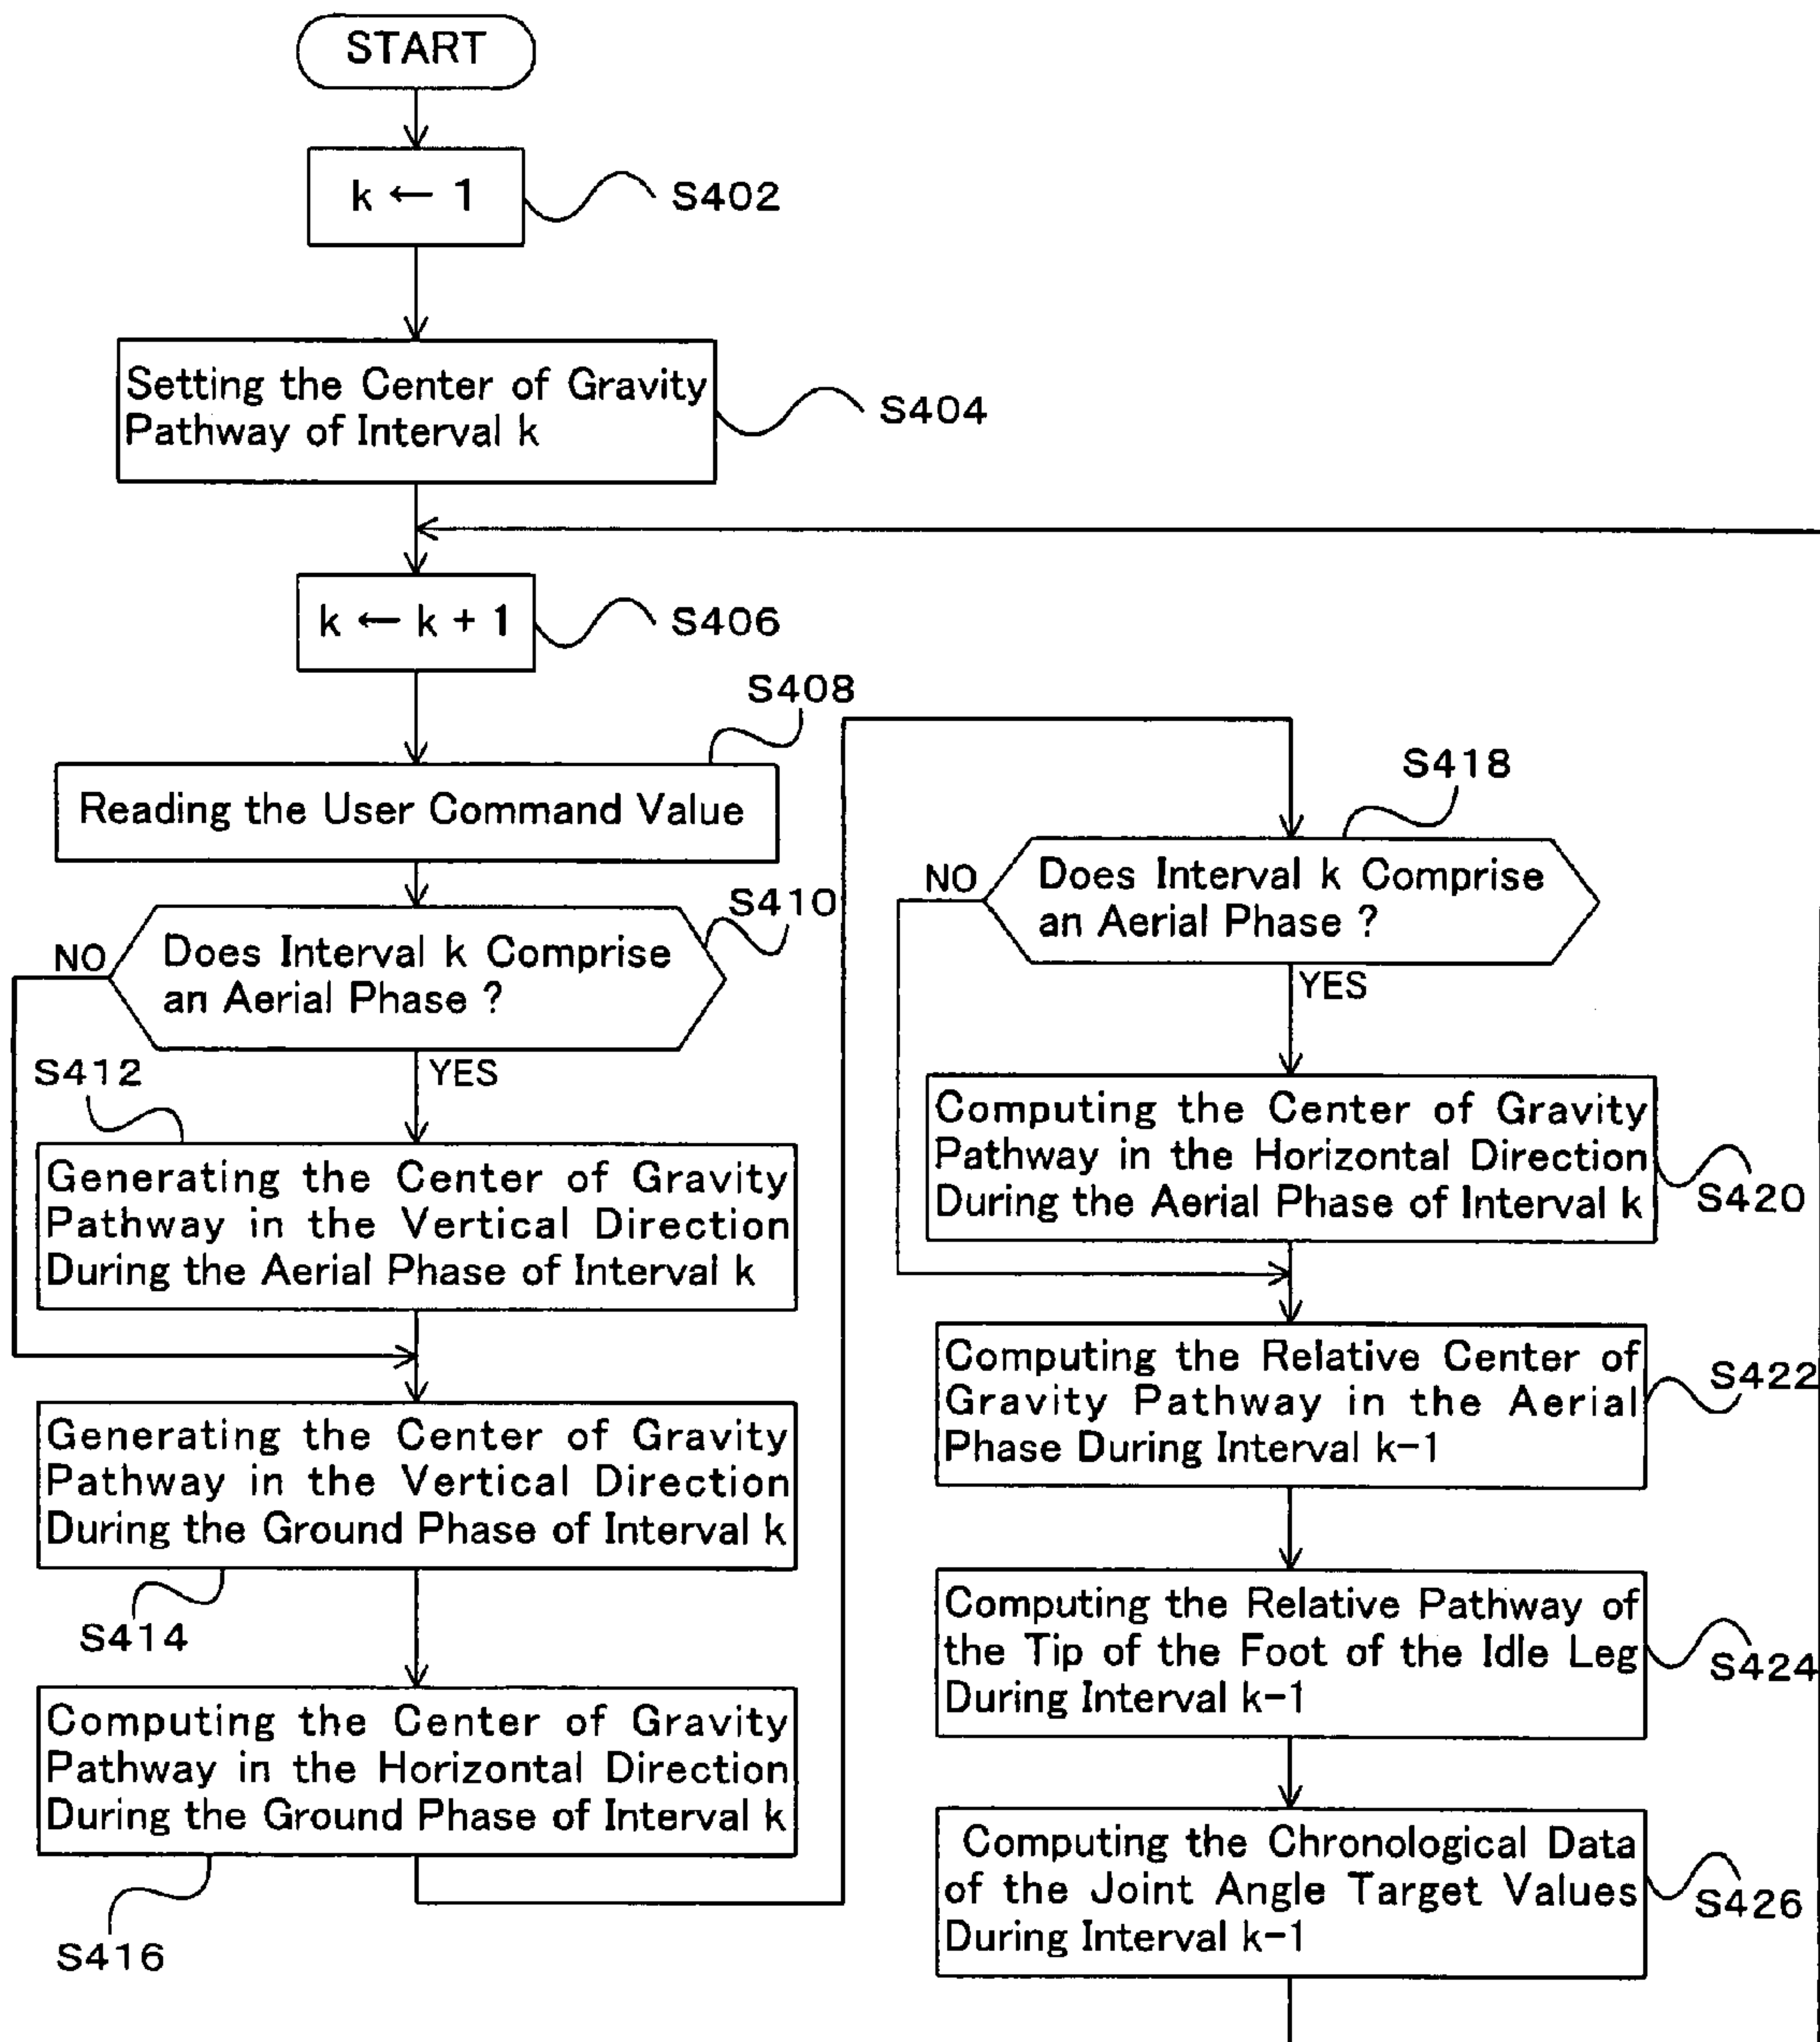 START
k ← 1
S402
Setting the Center of Gravity
Pathway of Interval k
S404
k ← k + 1
S406
S408
Reading the User Command Value
S410
NO
Does Interval k Comprise
an Aerial Phase ?
YES
S412
Generating the Center of Gravity
Pathway in the Vertical Direction
During the Aerial Phase of Interval k
Generating the Center of Gravity
Pathway in the Vertical Direction
During the Ground Phase of Interval k
S414
Computing the Center of Gravity
Pathway in the Horizontal Direction
During the Ground Phase of Interval k
S416
S418
NO
Does Interval k Comprise
an Aerial Phase ?
YES
Computing the Center of Gravity
Pathway in the Horizontal Direction
During the Aerial Phase of Interval k
S420
Computing the Relative Center of
Gravity Pathway in the Aerial
Phase During Interval k-1
S422
Computing the Relative Pathway of
the Tip of the Foot of the Idle Leg
During Interval k-1
S424
Computing the Chronological Data
of the Joint Angle Target Values
During Interval k-1
S426